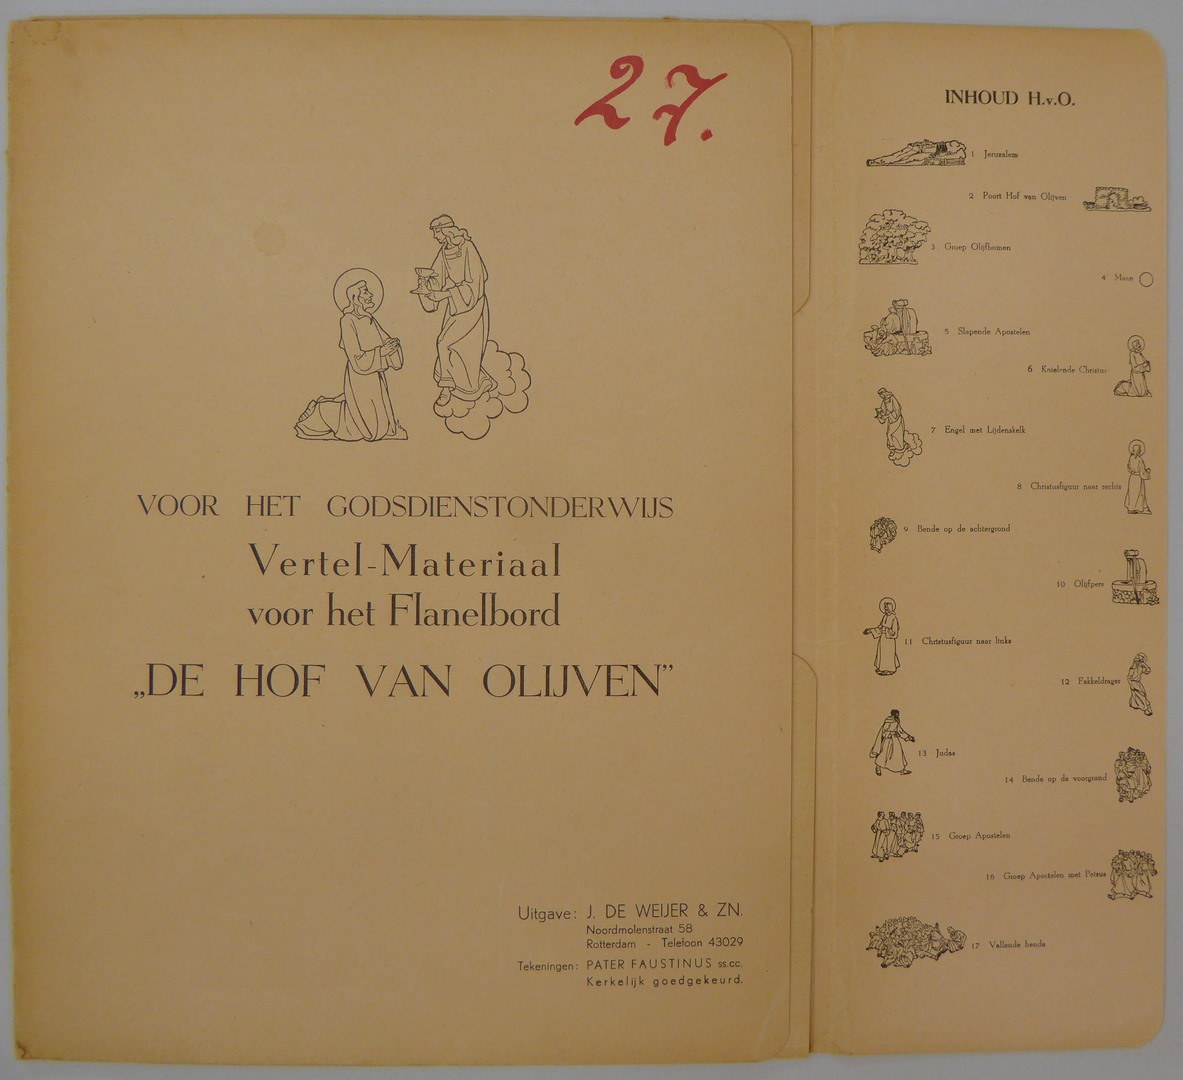 27.
VOOR HET GODSDIENSTONDERWIJS
Vertel-Materiaal
voor het Flanelbord
„DE HOF VAN OLIJVEN”
Uitgave: J. DE WEIJER & ZN.
Noordmolenstraat 58
Rotterdam - Telefoon 43029
Tekeningen: PATER FAUSTINUS ss.cc.
Kerkelijk goedgekeurd.
INHOUD H.v.O.
1 Jeruzalem
2 Poort Hof van Olijven
3 Groep Olijfbomen
4 Maan
5 Slapende Apostelen
6 Knielende Christus
7 Engel met Lijdenskelk
8 Christusfiguur naar rechts
9 Bende op de achtergrond
10 Olijfpers
11 Christusfiguur naar links
12 Fakkeldrager
13 Judas
14 Bende op de voorgrond
15 Groep Apostelen
16 Groep Apostelen met Petrus
17 Vallende bende